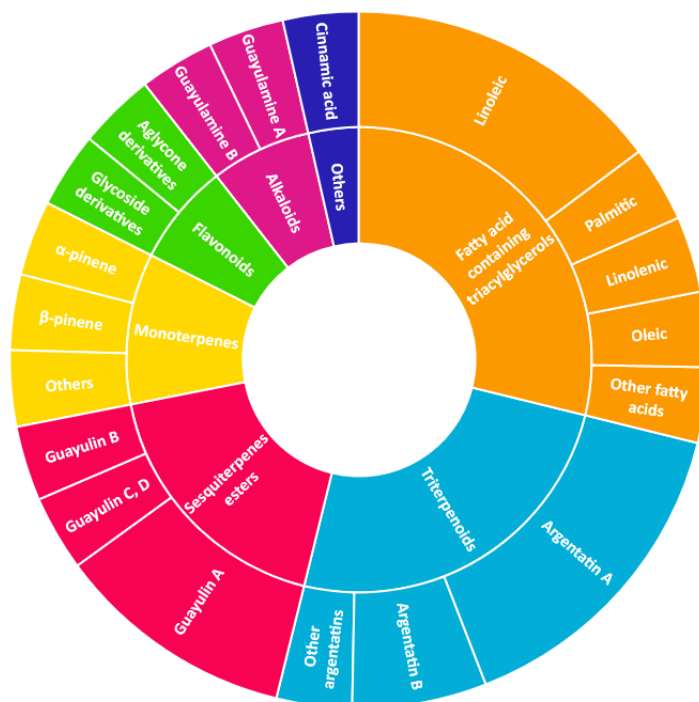 Linoleic
Palmitic
Linolenic
Oleic
Other fatty
acids
Fatty acid
containing
triacylglycerols
Argentatin A
Argentatin B
Other
argentatins
Triterpenoids
Guayulin A
Guayulin C, D
Guayulin B
Sesquiterpenes
esters
Others
β-pinene
α-pinene
Monoterpenes
Glycoside
derivatives
Aglycone
derivatives
Flavonoids
Guayulamine B
Guayulamine A
Alkaloids
Cinnamic acid
Others